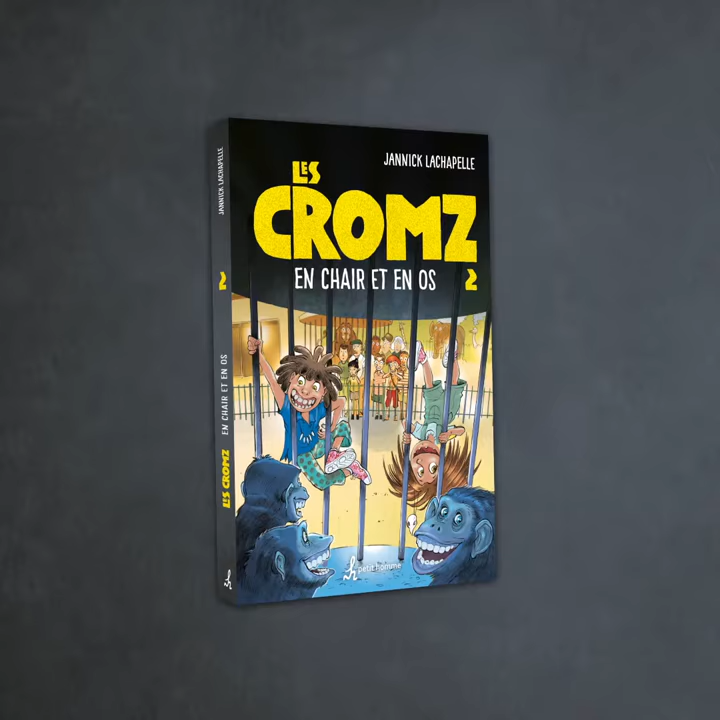 JANNICK LACHAPELLE
LES
CROMZ
EN CHAIR ET EN OS 2
petit homme
JANNICK LACHAPELLE
2
EN CHAIR ET EN OS
LES CROMZ